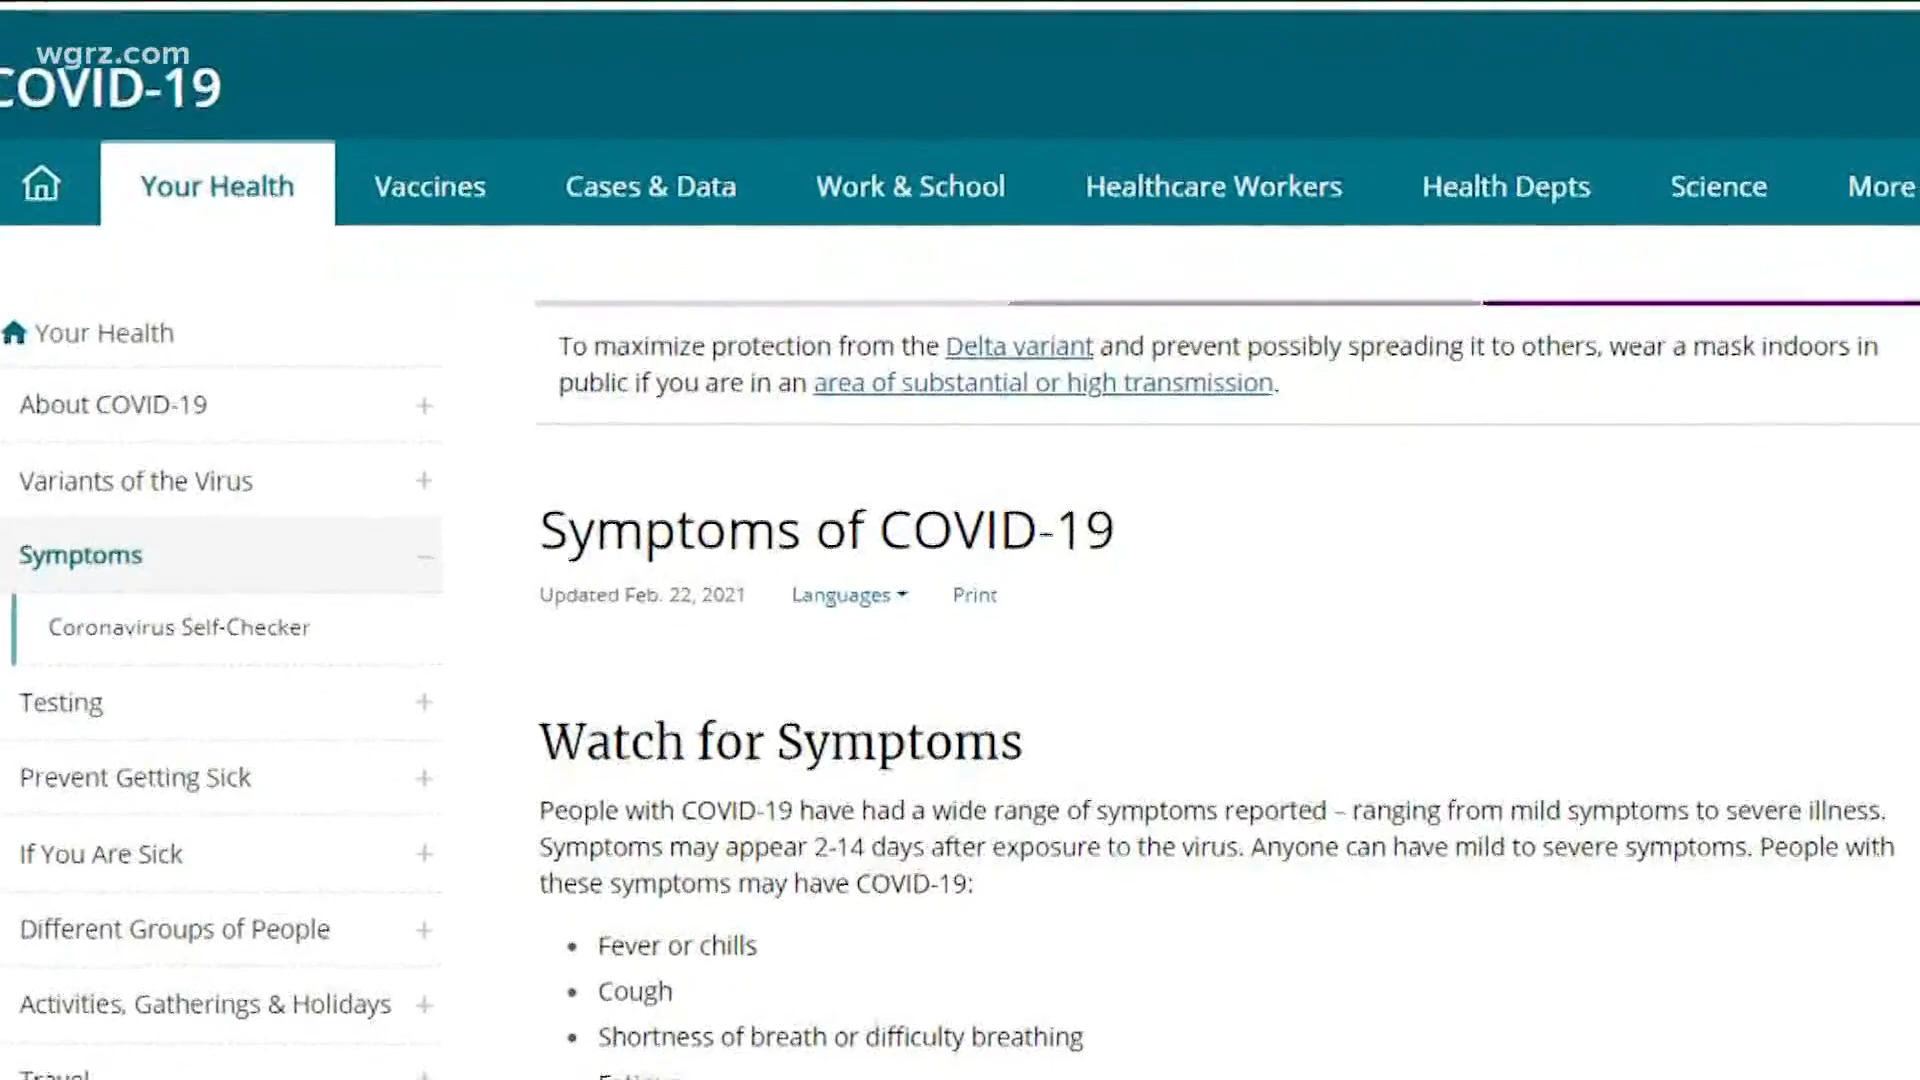 wgrz.com
COVID-19
Your Health
Vaccines
Cases & Data
Work & School
Healthcare Workers
Health Depts
Science
More
Your Health
About COVID-19
Variants of the Virus
Symptoms
Coronavirus Self-Checker
Testing
Prevent Getting Sick
If You Are Sick
Different Groups of People
Activities, Gatherings & Holidays
Travel
To maximize protection from the Delta variant and prevent possibly spreading it to others, wear a mask indoors in
public if you are in an area of substantial or high transmission.
Symptoms of COVID-19
Updated Feb. 22, 2021
Languages
Print
Watch for Symptoms
People with COVID-19 have had a wide range of symptoms reported – ranging from mild symptoms to severe illness.
Symptoms may appear 2-14 days after exposure to the virus. Anyone can have mild to severe symptoms. People with
these symptoms may have COVID-19:
• Fever or chills
• Cough
• Shortness of breath or difficulty breathing